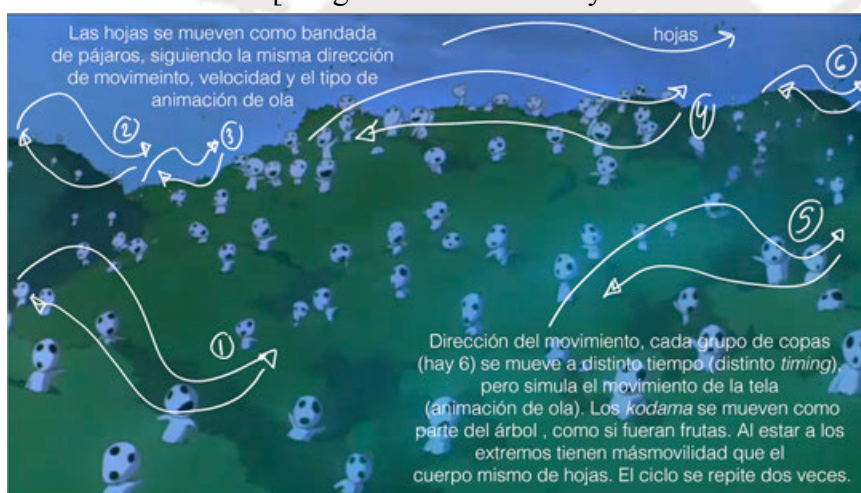 Las hojas se mueven como bandada
de pájaros, siguiendo la misma dirección
de movimeinto, velocidad y el tipo de
animación de ola
hojas
6
2
3
4
5
1
Dirección del movimiento, cada grupo de copas
(hay 6) se mueve a distinto tiempo (distinto timing),
pero simula el movimiento de la tela
(animación de ola). Los kodama se mueven como
parte del árbol , como si fueran frutas. Al estar a los
extremos tienen másmovilidad que el
cuerpo mismo de hojas. El ciclo se repite dos veces.